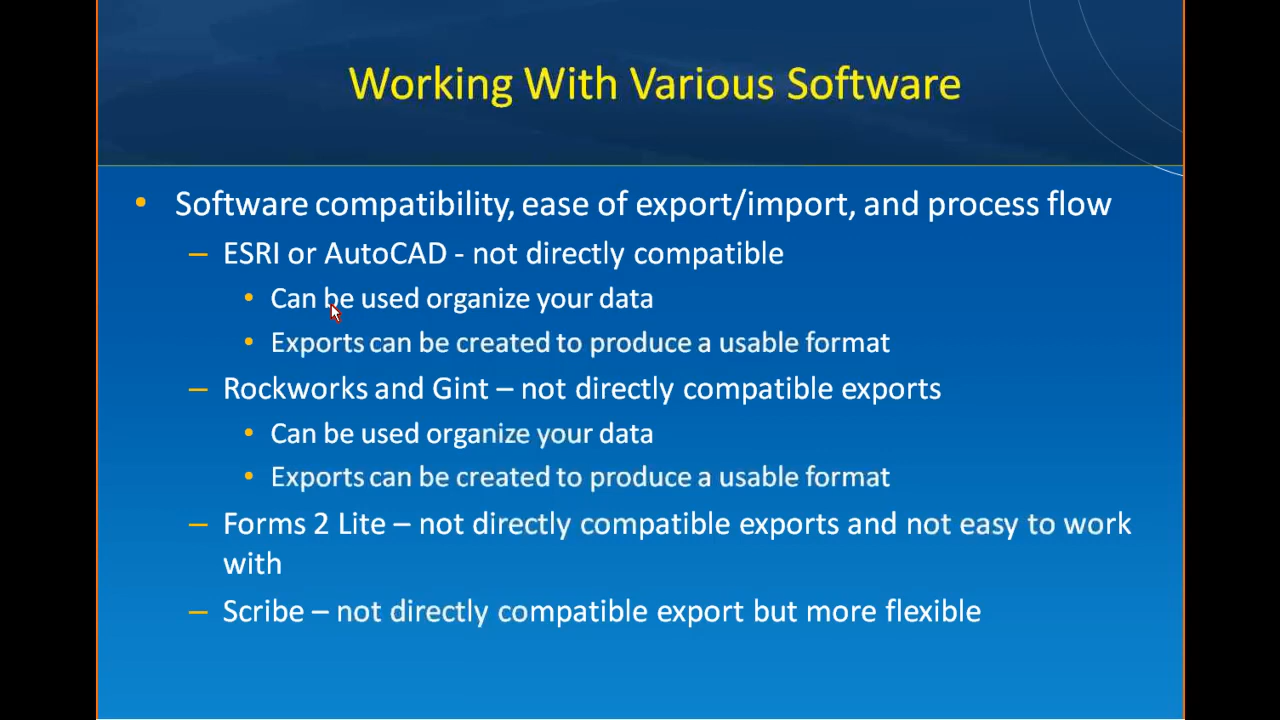 Working With Various Software
• Software compatibility, ease of export/import, and process flow
– ESRI or AutoCAD - not directly compatible
• Can be used organize your data
• Exports can be created to produce a usable format
– Rockworks and Gint – not directly compatible exports
• Can be used organize your data
• Exports can be created to produce a usable format
– Forms 2 Lite – not directly compatible exports and not easy to work
with
– Scribe – not directly compatible export but more flexible